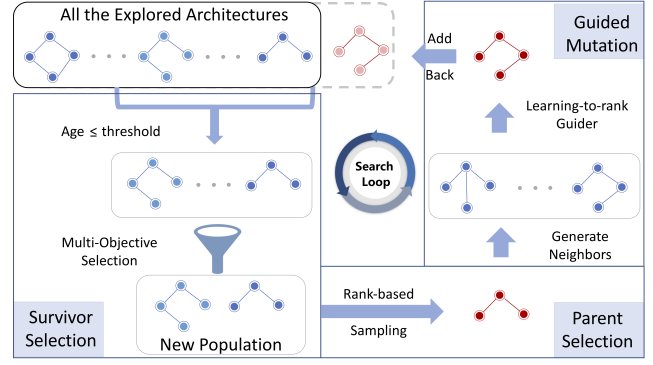 All the Explored Architectures
Add
Back
Guided
Mutation
Age ≤ threshold
Learning-to-rank
Guider
Search
Loop
Multi-Objective
Selection
Generate
Neighbors
Survivor
Selection
New Population
Rank-based
Sampling
Parent
Selection